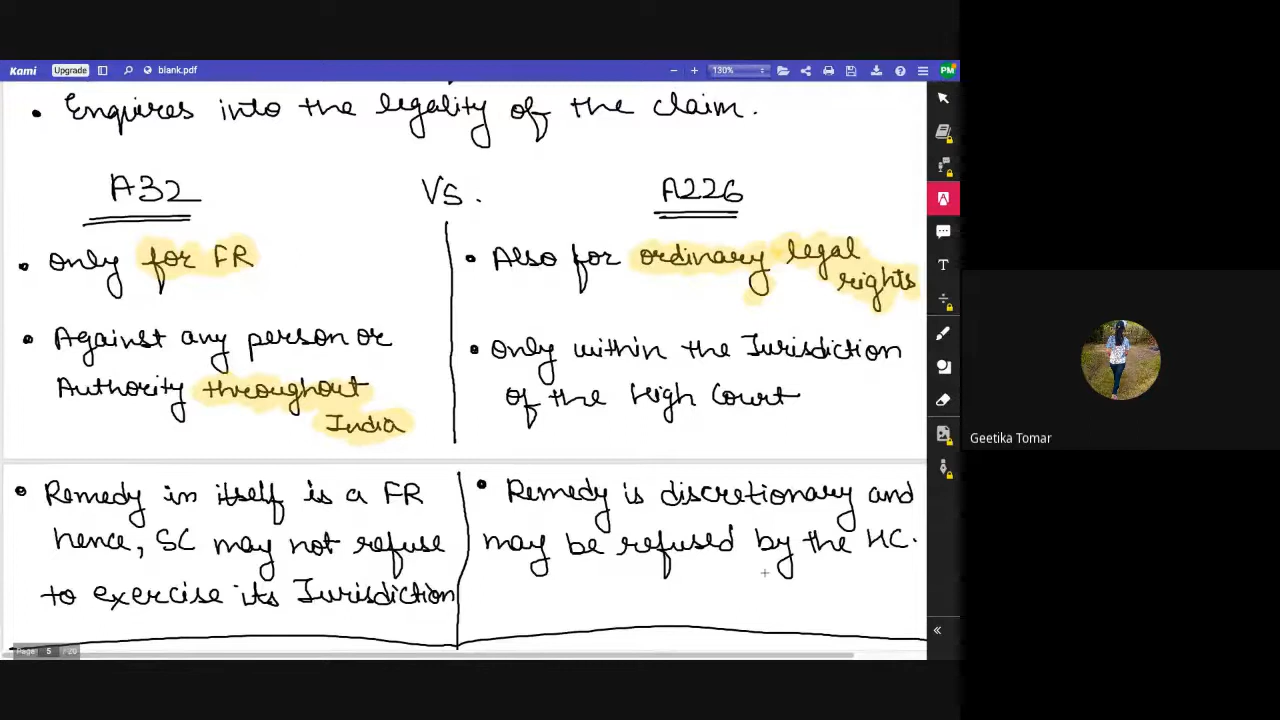 Kami Upgrade blank.pdf 130% PM
• Enquires into the legality of the claim.
A32 Vs. A226
• Only for FR
• Against any person or
Authority throughout
India
• Also for ordinary legal
rights
• Only within the Jurisdiction
of the High Court
• Remedy in itself is a FR
hence, SC may not refuse
to exercise its Jurisdiction
• Remedy is discretionary and
may be refused by the HC.
Page: 5 / 20
Geetika Tomar